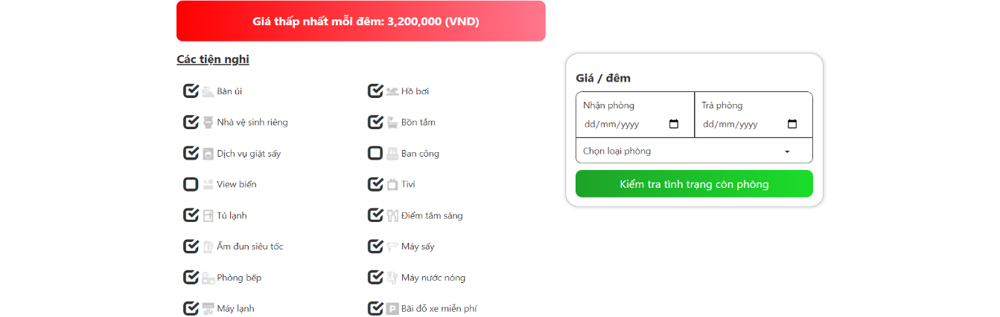 Giá thấp nhất mỗi đêm: 3,200,000 (VND)
Các tiện nghi
Bàn ủi
Hồ bơi
Nhà vệ sinh riêng
Bồn tắm
Dịch vụ giặt sấy
Ban công
View biển
Tivi
Tủ lạnh
Điểm tâm sáng
Ấm đun siêu tốc
Máy sấy
Phòng bếp
Máy nước nóng
Máy lạnh
Bãi đỗ xe miễn phí
Giá / đêm
Nhận phòng
Trả phòng
dd/mm/yyyy
dd/mm/yyyy
Chọn loại phòng
Kiểm tra tình trạng còn phòng